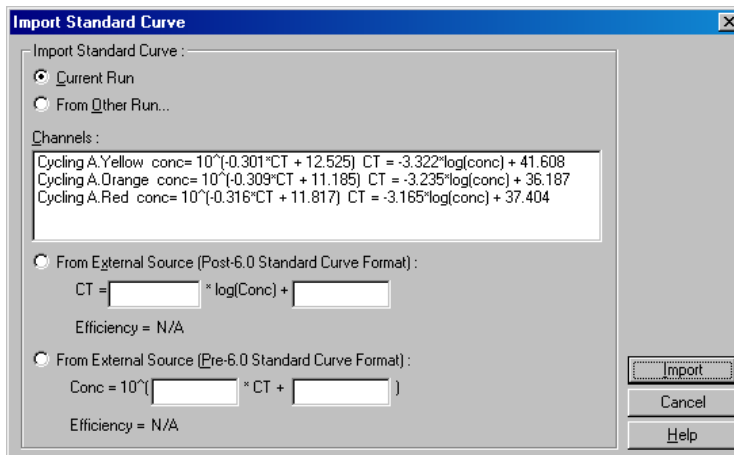 Import Standard Curve
Import Standard Curve :
Current Run
From Other Run...
Channels :
Cycling A.Yellow conc= 10^(-0.301*CT + 12.525) CT = -3.322*log(conc) + 41.608
Cycling A.Orange conc= 10^(-0.309*CT + 11.185) CT = -3.235*log(conc) + 36.187
Cycling A.Red conc= 10^(-0.316*CT + 11.817) CT = -3.165*log(conc) + 37.404
From External Source (Post-6.0 Standard Curve Format) :
CT = * log(Conc) +
Efficiency = N/A
From External Source (Pre-6.0 Standard Curve Format) :
Conc = 10^( * CT + )
Efficiency = N/A
Import
Cancel
Help